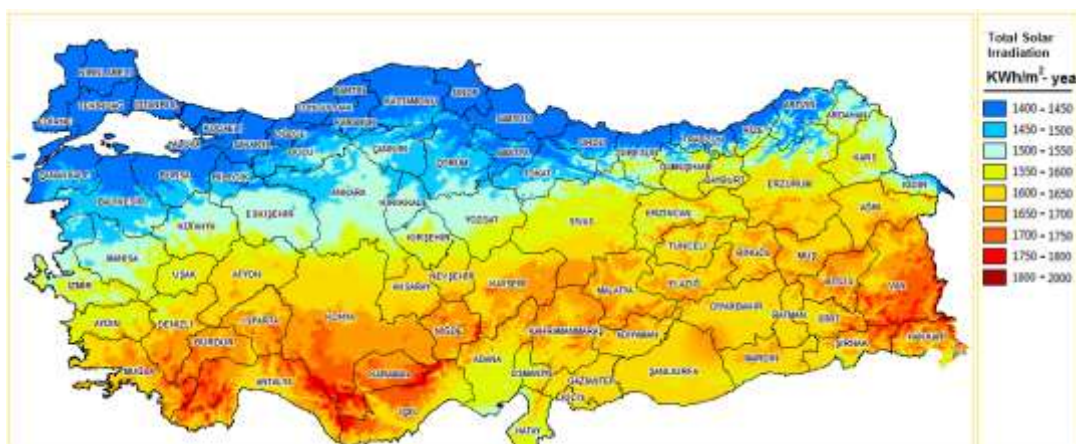 Total Solar
Irradiation
KWh/m²- yea
1400 - 1450
1450 - 1500
1500 - 1550
1550 - 1600
1600 - 1650
1650 - 1700
1700 - 1750
1750 - 1800
1800 - 2000
KIRKLARELİ
TEKİRDAĞ
İSTANBUL
EDİRNE
KOCAELİ
SAKARYA
YALOVA
DÜZCE
BOLU
ZONGULDAK
BARTIN
KARABÜK
KASTAMONU
SİNOP
SAMSUN
ÇANKIRI
ÇORUM
AMASYA
TOKAT
ORDU
GİRESUN
TRABZON
RİZE
ARTVİN
ARDAHAN
GÜMÜŞHANE
BAYBURT
ERZURUM
KARS
IĞDIR
AĞRI
ÇANAKKALE
BALIKESİR
BURSA
BİLECİK
ESKİŞEHİR
ANKARA
KIRIKKALE
YOZGAT
SIVAS
ERZİNCAN
TUNCELİ
BİNGÖL
MUŞ
BİTLİS
VAN
KÜTAHYA
MANİSA
İZMİR
UŞAK
AFYON
KIRŞEHİR
NEVŞEHİR
AKSARAY
KAYSERİ
MALATYA
ELAZIĞ
DİYARBAKIR
BATMAN
SİİRT
ŞIRNAK
HAKKARİ
AYDIN
DENİZLİ
ISPARTA
BURDUR
KONYA
NİĞDE
KAHRAMANMARAŞ
ADIYAMAN
MUĞLA
ANTALYA
KARAMAN
İÇEL
ADANA
OSMANİYE
GAZİANTEP
KİLİS
ŞANLIURFA
MARDİN
HATAY